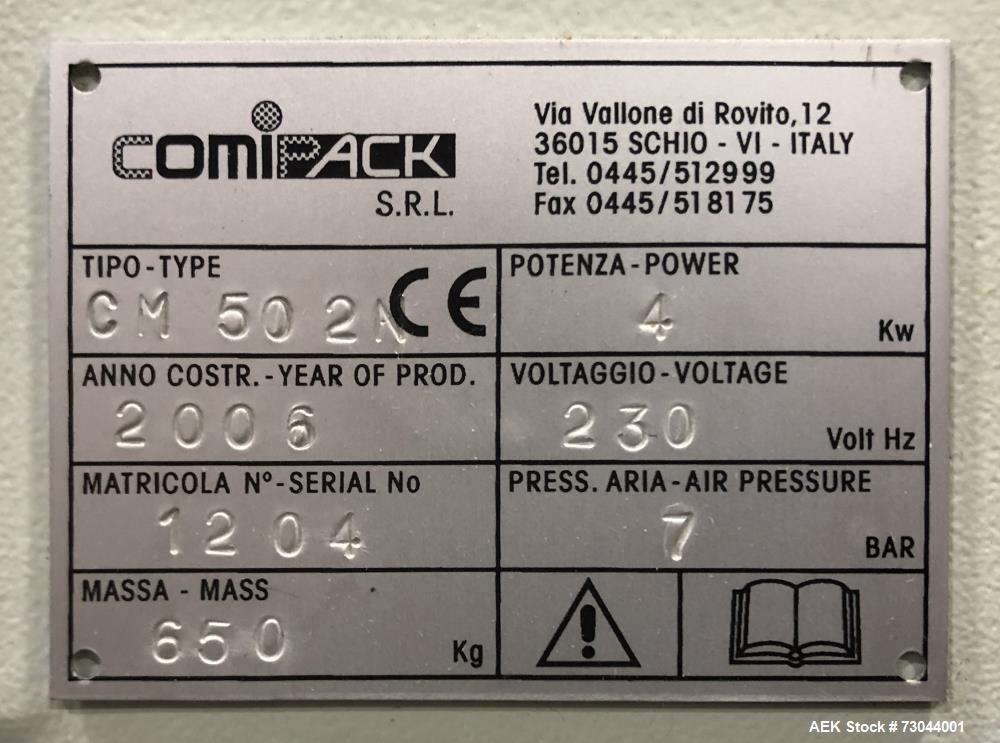 COMIPACK
S.R.L.
Via Vallone di Rovito,12
36015 SCHIO - VI - ITALY
Tel. 0445/512999
Fax 0445/518175
TIPO-TYPE
CM 502N CE
POTENZA-POWER
4 Kw
ANNO COSTR.-YEAR OF PROD.
2006
VOLTAGGIO-VOLTAGE
230 Volt Hz
MATRICOLA Nº-SERIAL No
1204
PRESS. ARIA-AIR PRESSURE
7 BAR
MASSA - MASS
650 Kg
AEK Stock # 73044001